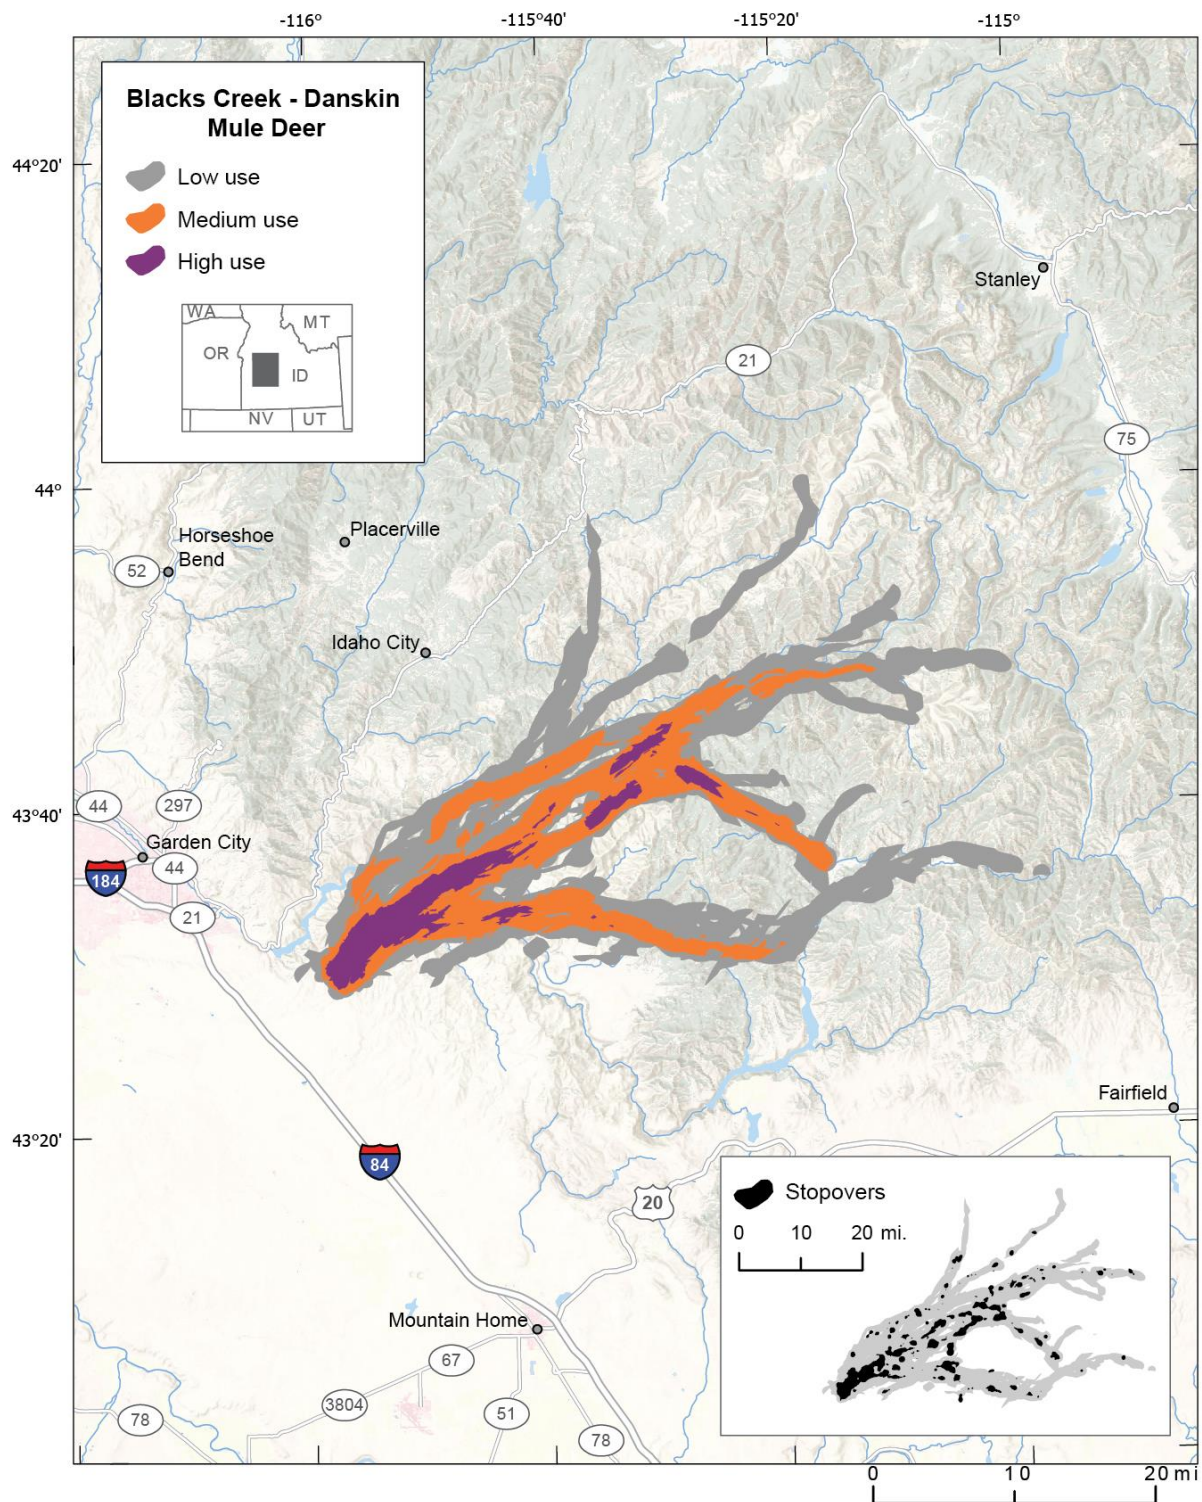 -116°
-115°40'
-115°20'
-115°
Blacks Creek - Danskin
Mule Deer
Low use
Medium use
High use
WA
MT
OR
ID
NV
UT
44°20'
Stanley
21
75
44°
Horseshoe
Bend
Placerville
52
Idaho City
43°40'
44
297
Garden City
184
44
21
Fairfield
43°20'
84
20
Stopovers
0 10 20 mi.
Mountain Home
67
3804
51
78
78
0 10 20 mi